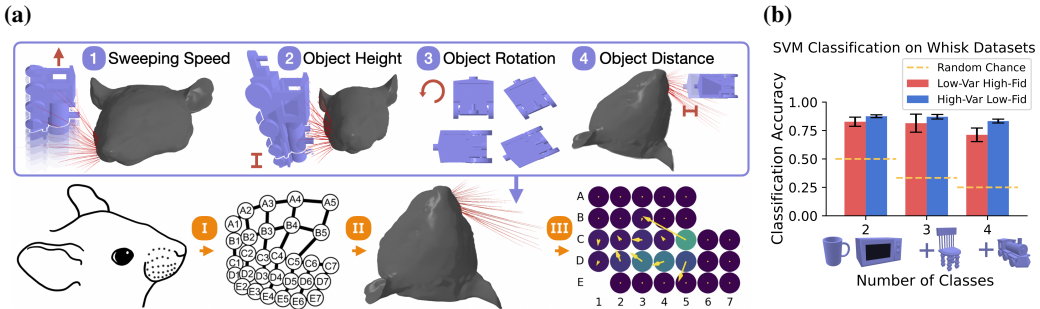 (a)
1 Sweeping Speed
2 Object Height
3 Object Rotation
4 Object Distance
I
II
III
A1 A2 A3 A4 A5
B1 B2 B3 B4 B5
C1 C2 C3 C4 C5 C6 C7
D1 D2 D3 D4 D5 D6 D7
E2 E3 E4 E5 E6 E7
A
B
C
D
E
1 2 3 4 5 6 7
(b)
SVM Classification on Whisk Datasets
Random Chance
Low-Var High-Fid
High-Var Low-Fid
Classification Accuracy
1.00
0.75
0.50
0.25
0.00
2 3 4
+ +
Number of Classes